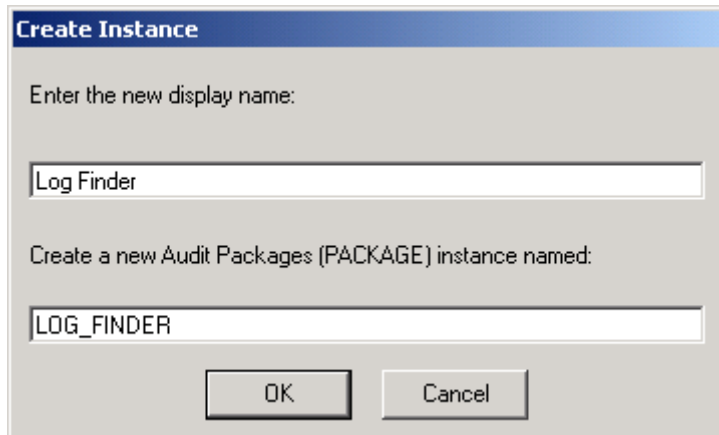 Create Instance
Enter the new display name:
Log Finder
Create a new Audit Packages (PACKAGE) instance named:
LOG_FINDER
OK
Cancel